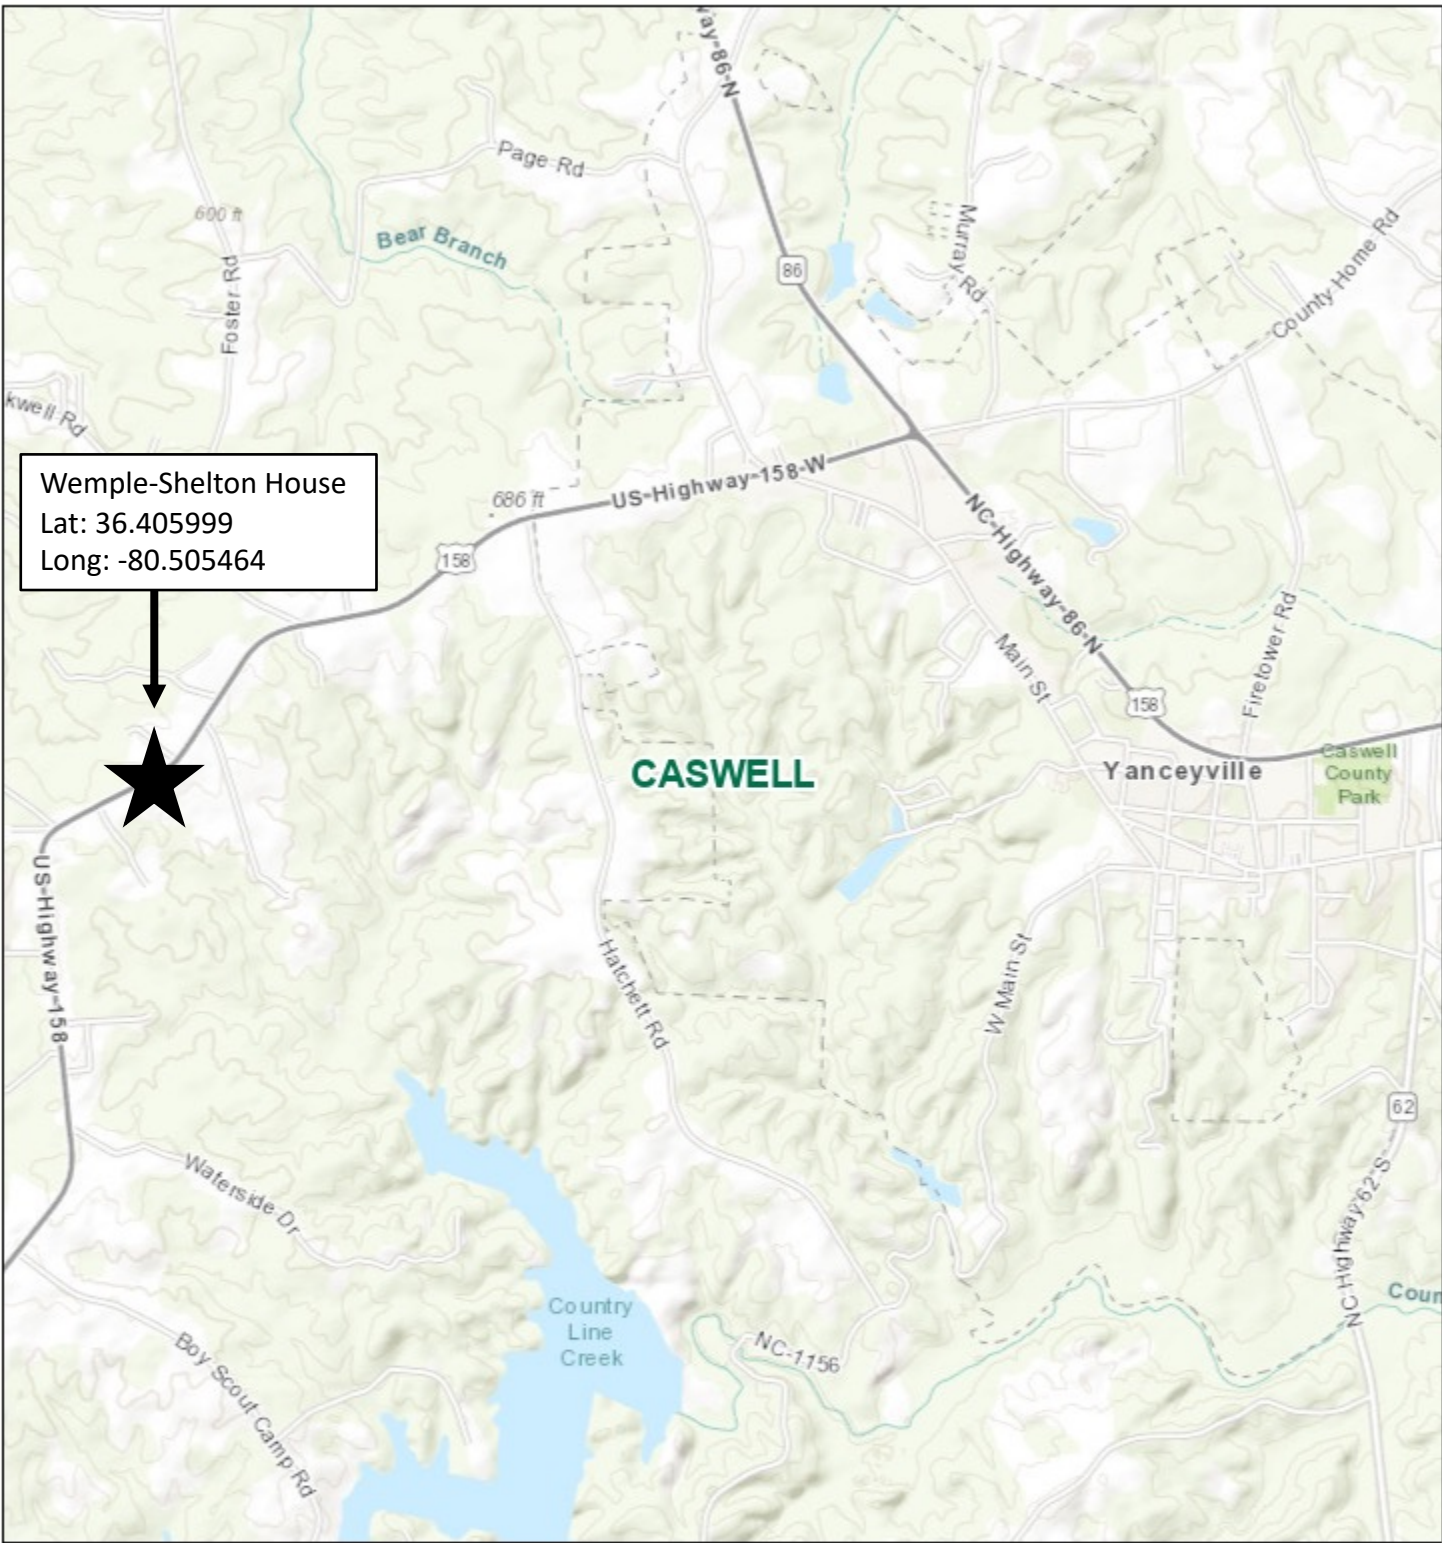 way-86-N
Page Rd
600 ft
Bear Branch
Murray Rd
86
County Home Rd
Foster Rd
kwell Rd
Wemple-Shelton House
Lat: 36.405999
Long: -80.505464
686 ft
US-Highway-158-W
158
NC-Highway-86-N
Main St
Firetower Rd
158
CASWELL
Yanceyville
Caswell
County
Park
US-Highway-158
Hatchett Rd
W Main St
62
Waterside Dr
NC-Highway-62-S
Country
Line
Creek
Coun
NC-1156
Boy Scout Camp Rd